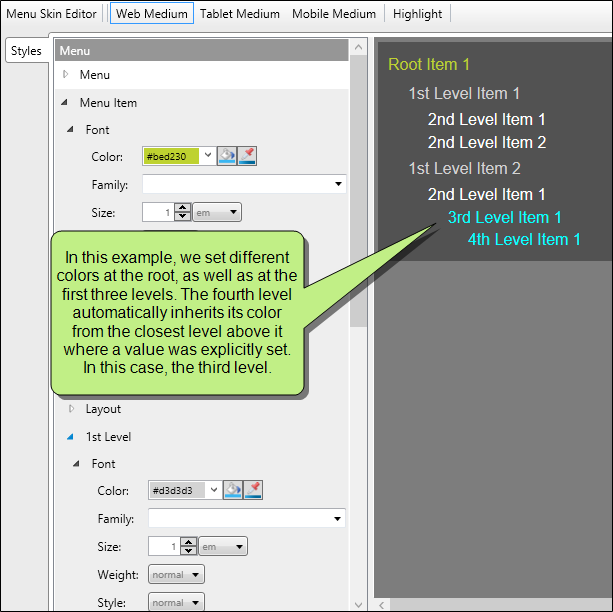 Menu Skin Editor Web Medium Tablet Medium Mobile Medium Highlight
Styles
Menu
Menu
Menu Item
Font
Color: #bed230
Family:
Size: 1 em
In this example, we set different
colors at the root, as well as at the
first three levels. The fourth level
automatically inherits its color
from the closest level above it
where a value was explicitly set.
In this case, the third level.
Layout
1st Level
Font
Color: #d3d3d3
Family:
Size: 1 em
Weight: normal
Style: normal
Root Item 1
1st Level Item 1
2nd Level Item 1
2nd Level Item 2
1st Level Item 2
2nd Level Item 1
3rd Level Item 1
4th Level Item 1